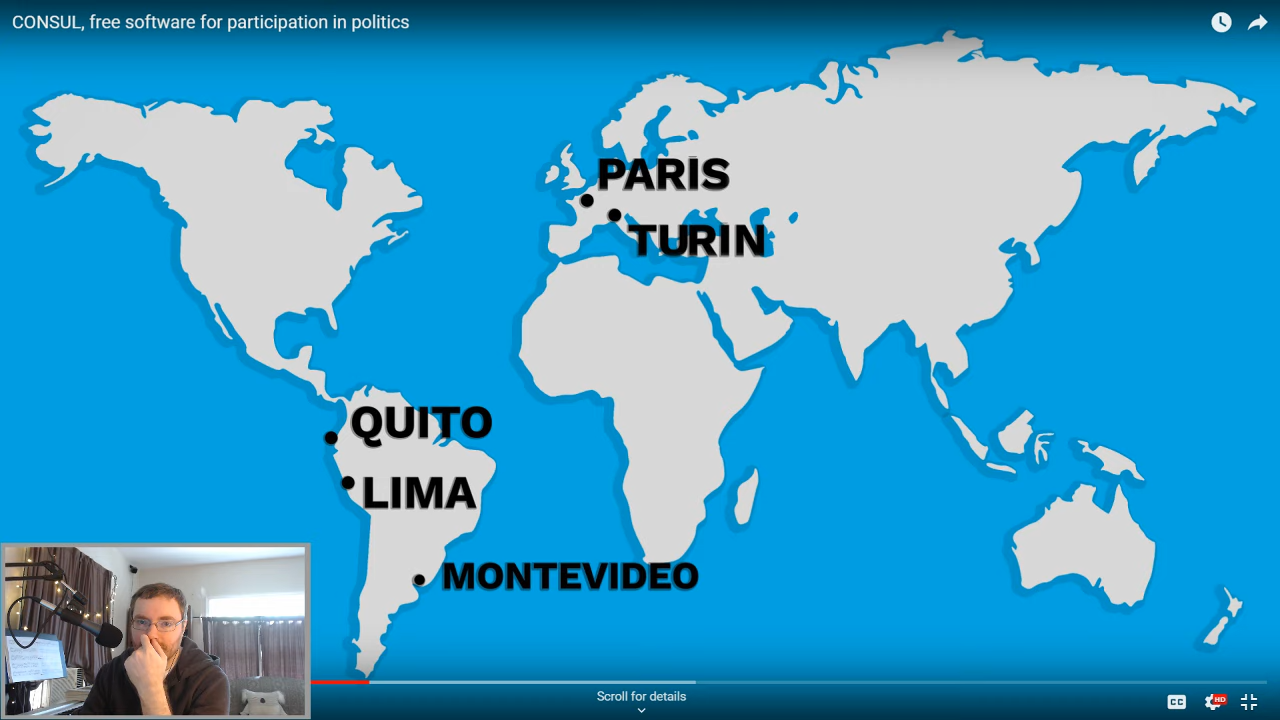 CONSUL, free software for participation in politics
PARIS
TURIN
QUITO
LIMA
MONTEVIDEO
Scroll for details
CC
HD